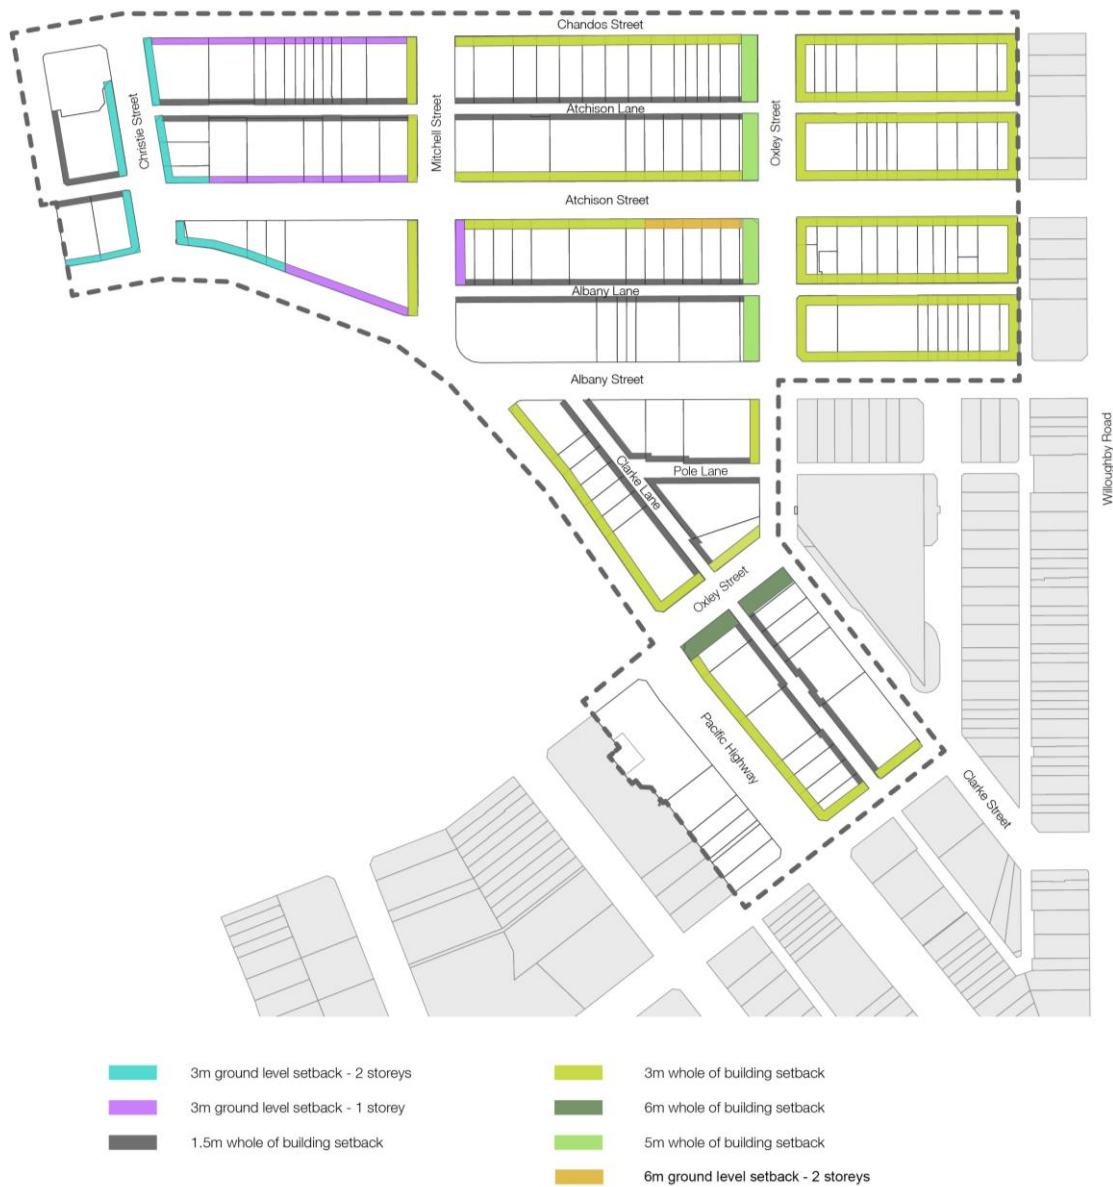 Chandos Street
Christie Street
Mitchell Street
Atchison Lane
Oxley Street
Atchison Street
Albany Lane
Albany Street
Willoughby Road
Clarke Lane
Pole Lane
Oxley Street
Pacific Highway
Clarke Street
3m ground level setback - 2 storeys
3m ground level setback - 1 storey
1.5m whole of building setback
3m whole of building setback
6m whole of building setback
5m whole of building setback
6m ground level setback - 2 storeys